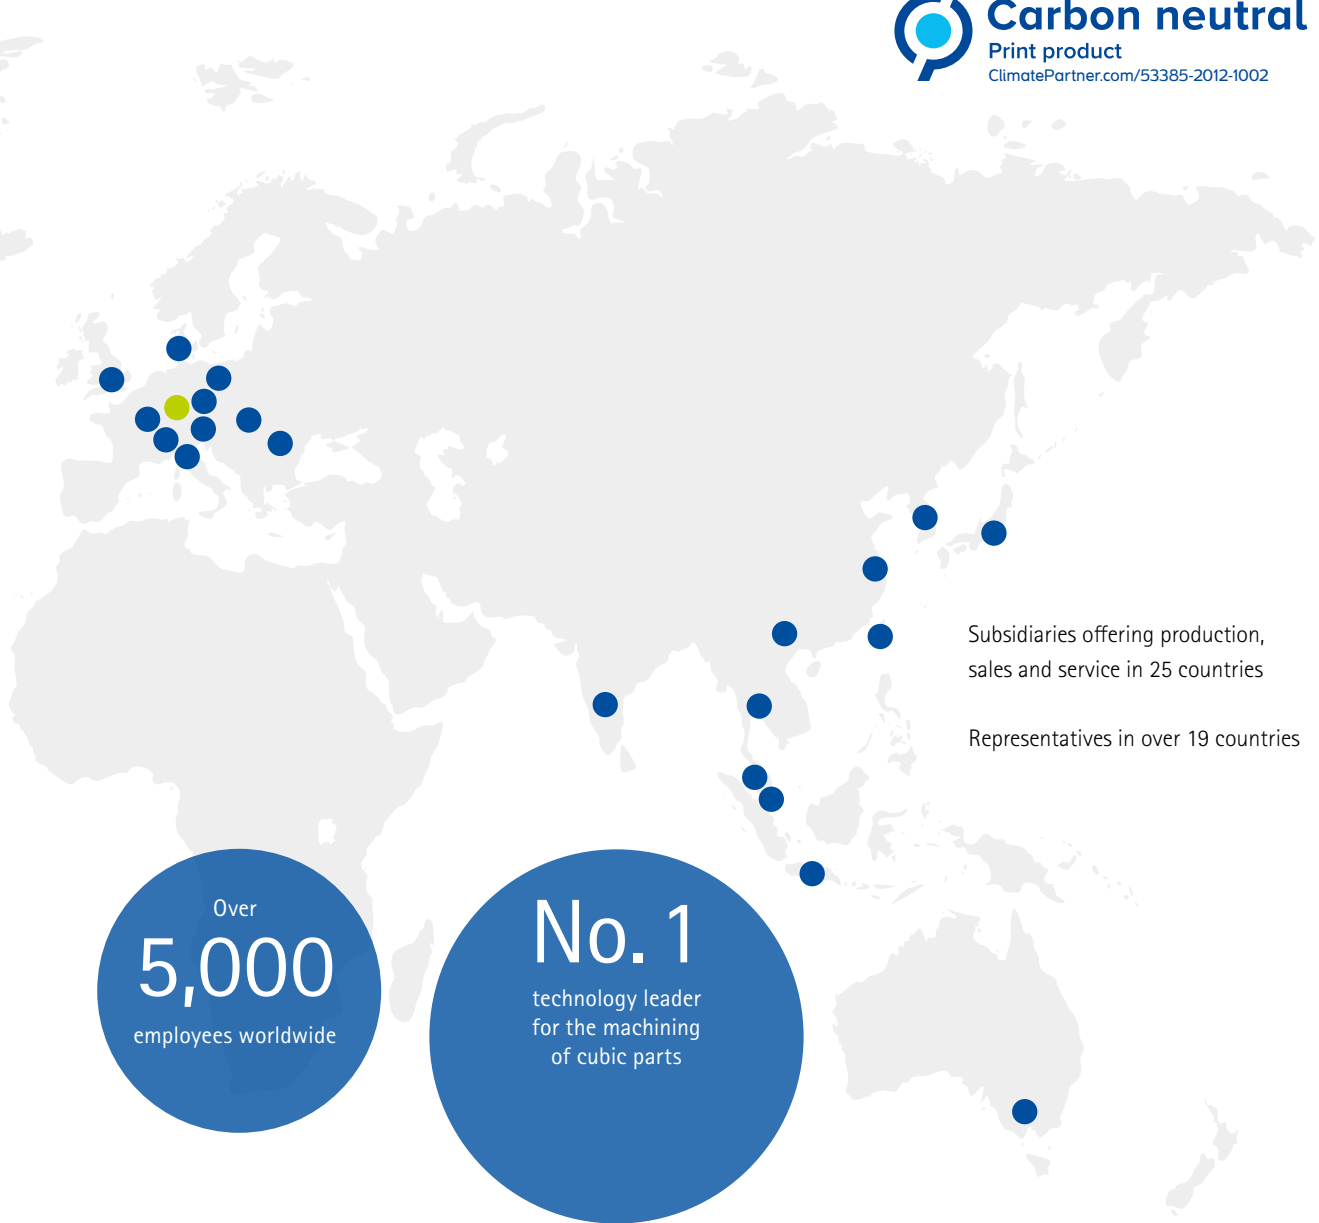 Carbon neutral
Print product
ClimatePartner.com/53385-2012-1002
Subsidiaries offering production,
sales and service in 25 countries
Representatives in over 19 countries
Over
5,000
employees worldwide
No. 1
technology leader
for the machining
of cubic parts